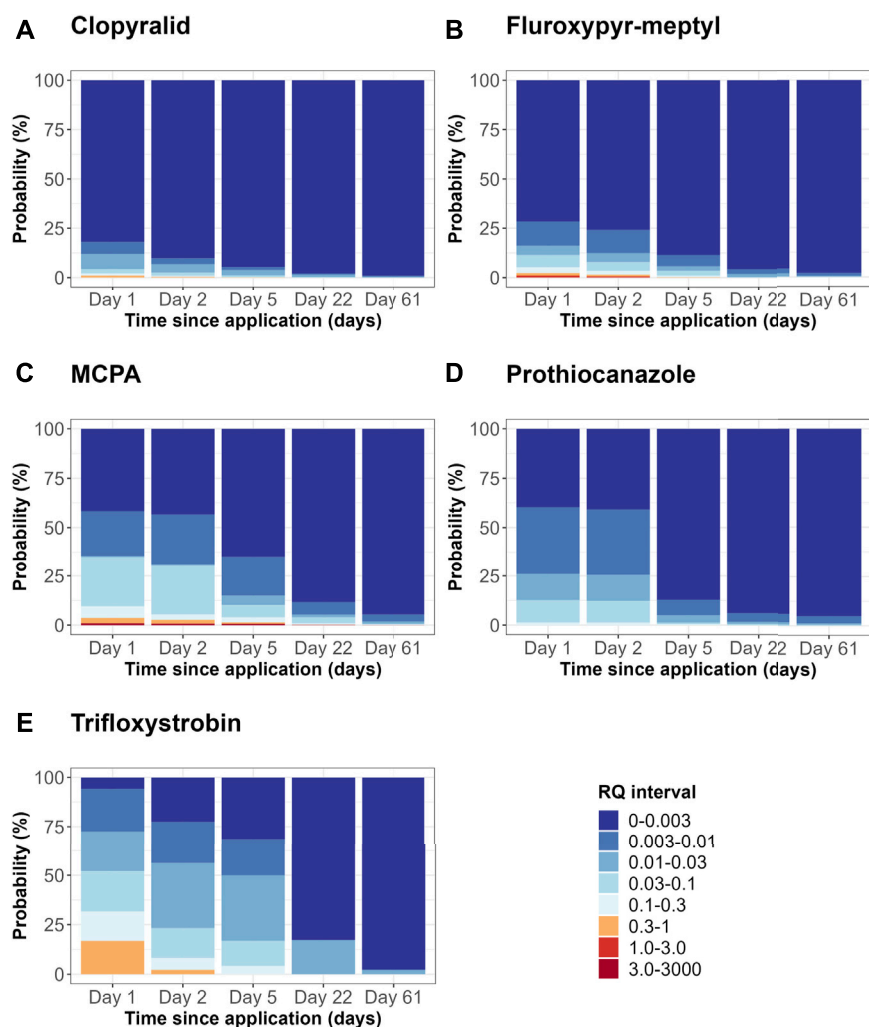 A Clopyralid
B Fluroxypyr-meptyl
Probability (%)
100
75
50
25
0
Day 1 Day 2 Day 5 Day 22 Day 61
Time since application (days)
Probability (%)
100
75
50
25
0
Day 1 Day 2 Day 5 Day 22 Day 61
Time since application (days)
C MCPA
D Prothiocanazole
Probability (%)
100
75
50
25
0
Day 1 Day 2 Day 5 Day 22 Day 61
Time since application (days)
Probability (%)
100
75
50
25
0
Day 1 Day 2 Day 5 Day 22 Day 61
Time since application (days)
E Trifloxystrobin
Probability (%)
100
75
50
25
0
Day 1 Day 2 Day 5 Day 22 Day 61
Time since application (days)
RQ interval
0-0.003
0.003-0.01
0.01-0.03
0.03-0.1
0.1-0.3
0.3-1
1.0-3.0
3.0-3000